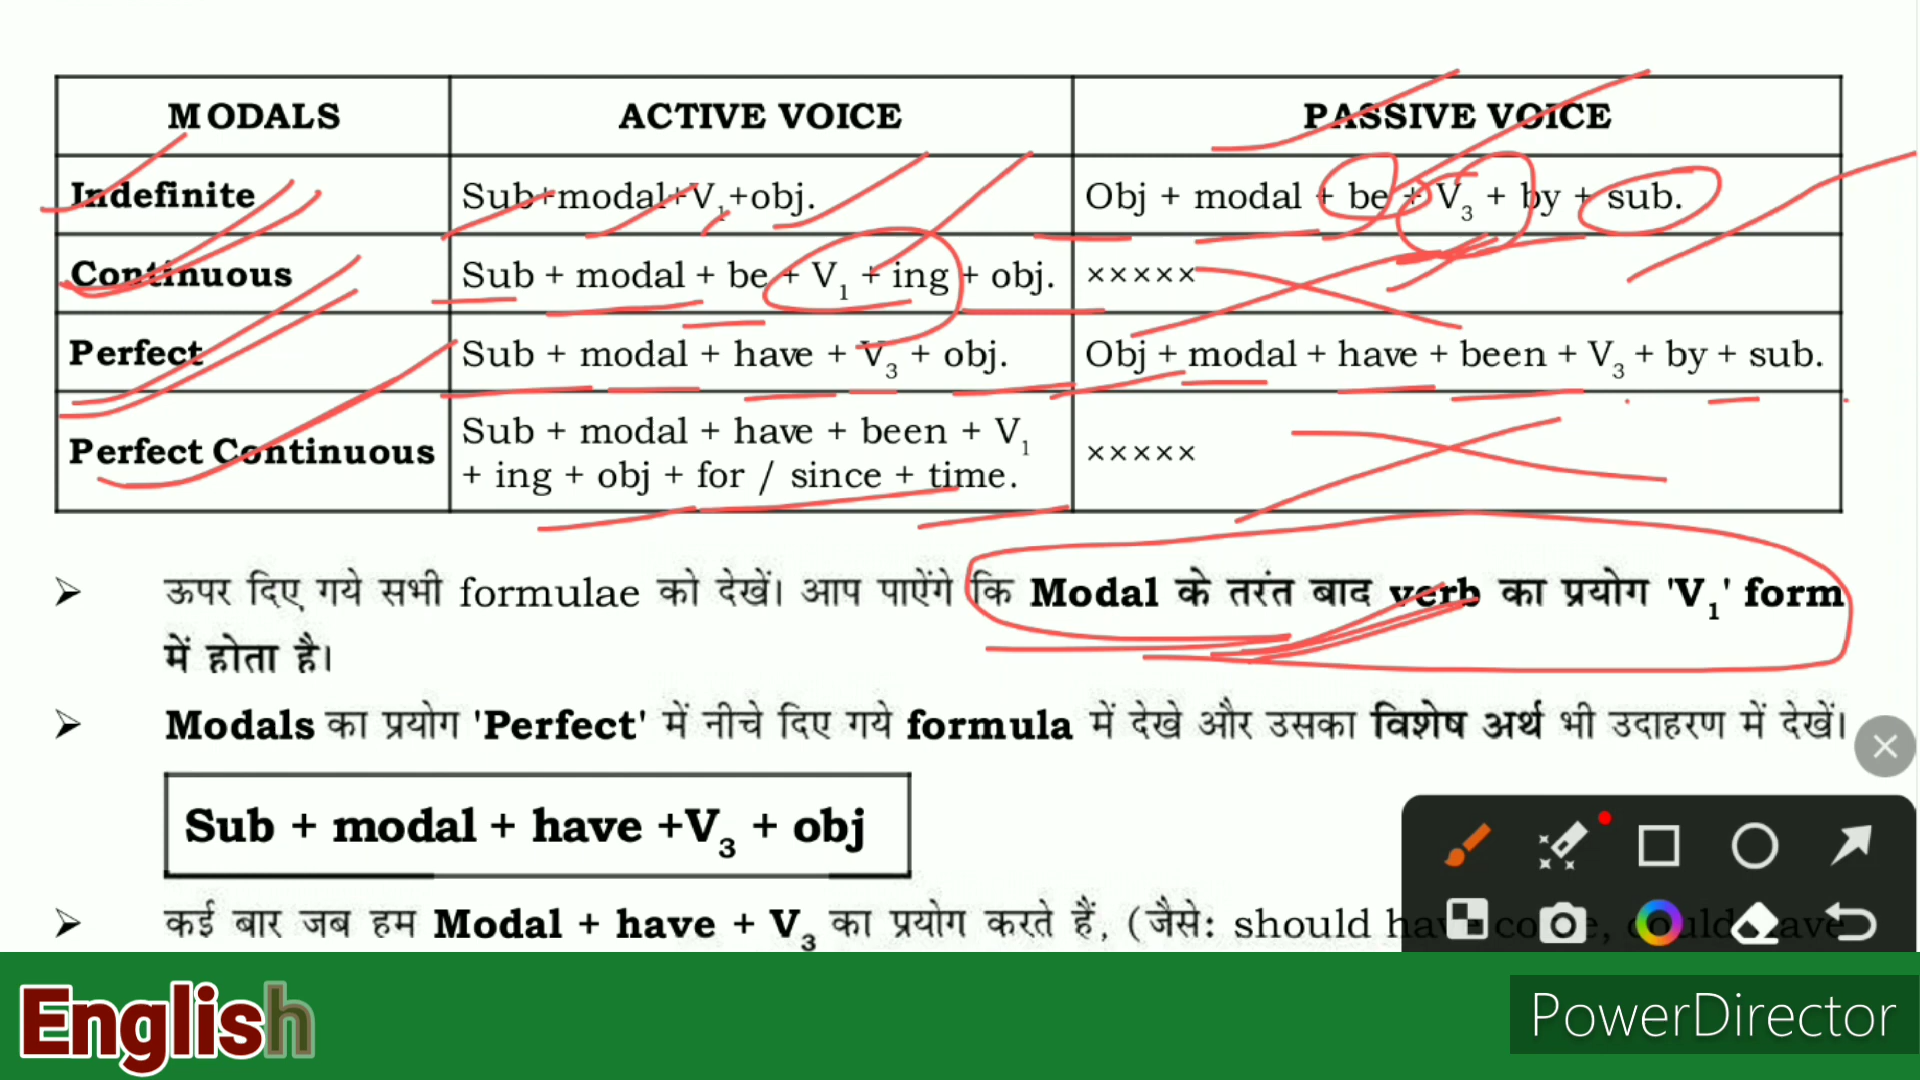 MODALS ACTIVE VOICE PASSIVE VOICE
Indefinite Sub+modal+V₁+obj. Obj + modal + be + V₃ + by + sub.
Continuous Sub + modal + be + V₁ + ing + obj. ×××××
Perfect Sub + modal + have + V₃ + obj. Obj + modal + have + been + V₃ + by + sub.
Perfect Continuous Sub + modal + have + been + V₁
+ ing + obj + for / since + time. ×××××
➤ ऊपर दिए गये सभी formulae को देखें। आप पाऐंगे कि Modal के तरंत बाद verb का प्रयोग 'V₁' form
में होता है।
➤ Modals का प्रयोग 'Perfect' में नीचे दिए गये formula में देखे और उसका विशेष अर्थ भी उदाहरण में देखें।
Sub + modal + have +V₃ + obj
➤ कई बार जब हम Modal + have + V₃ का प्रयोग करते हैं, (जैसे: should have
English
PowerDirector